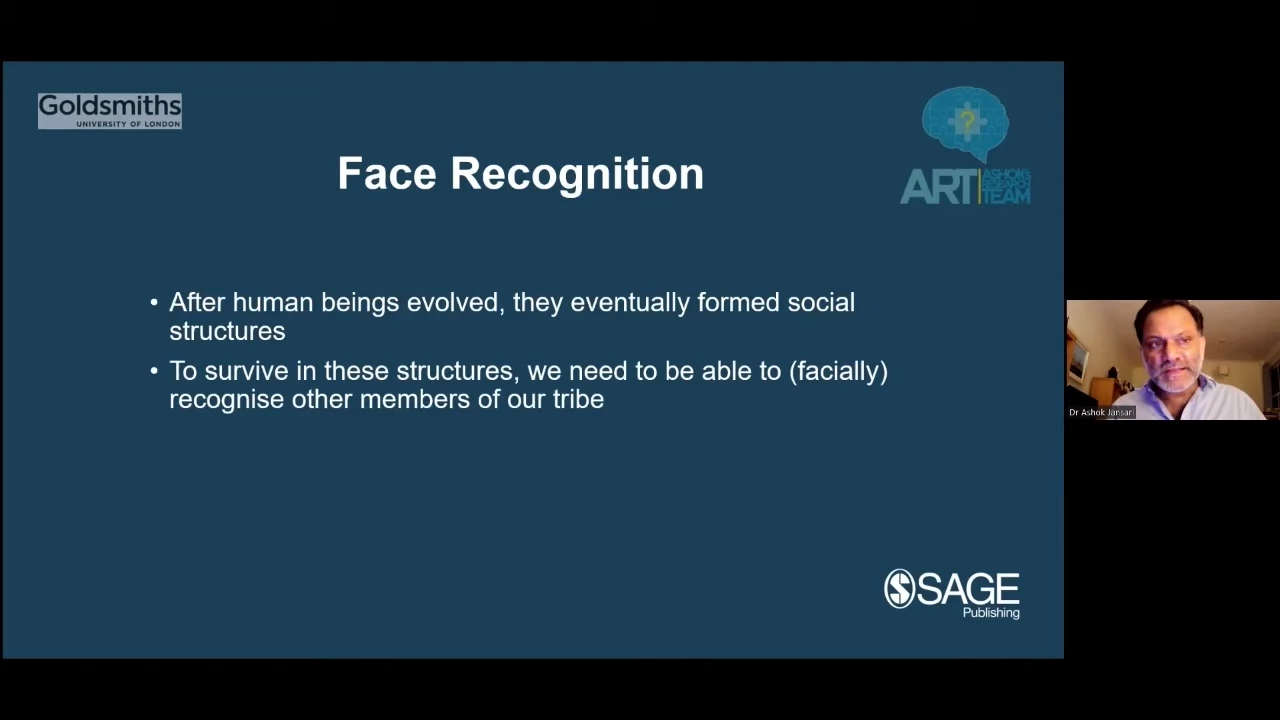 Goldsmiths
UNIVERSITY OF LONDON
ART
ASHOK'S
RESEARCH
TEAM
?
Face Recognition
• After human beings evolved, they eventually formed social
structures
• To survive in these structures, we need to be able to (facially)
recognise other members of our tribe
Dr Ashok Jansari
SAGE
Publishing